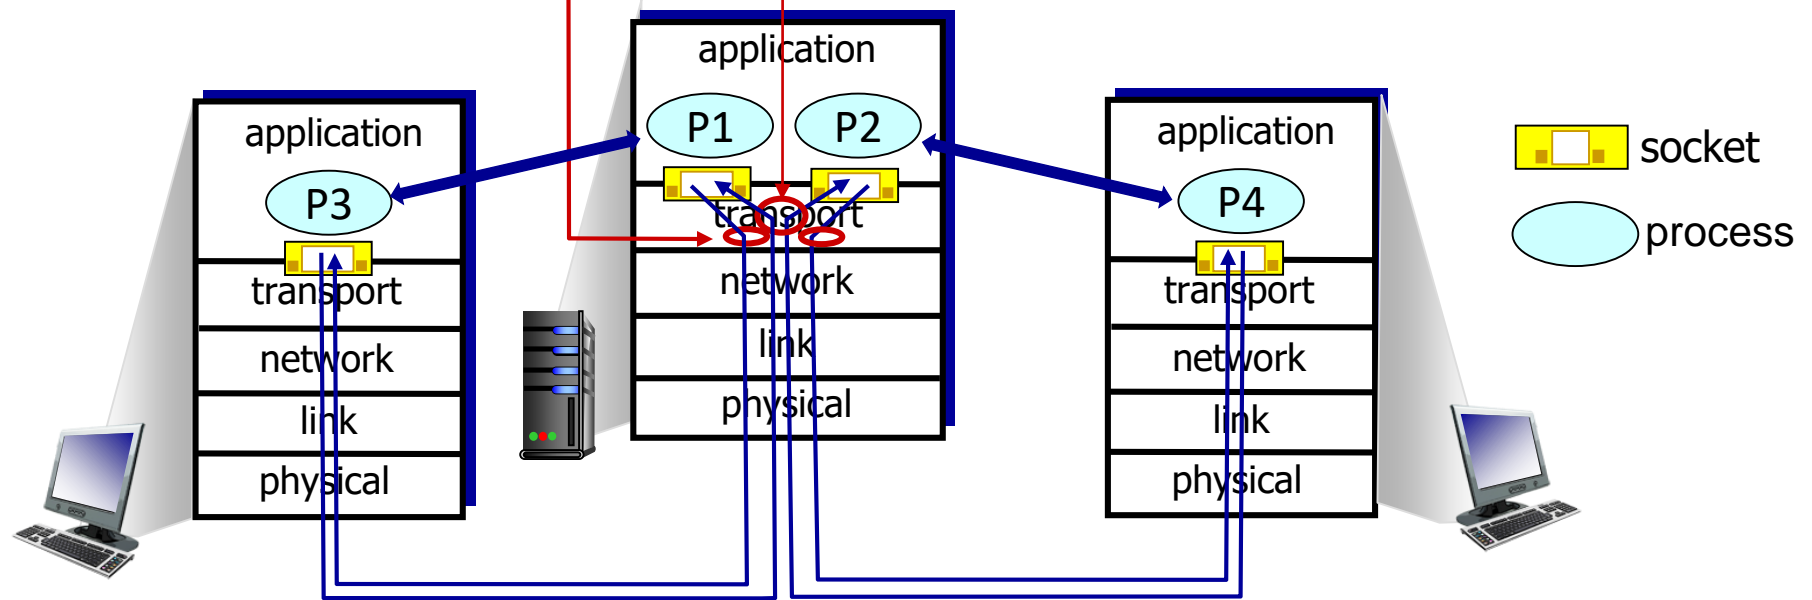 application
P3
transport
network
link
physical
application
P1
P2
transport
network
link
physical
application
P4
transport
network
link
physical
socket
process